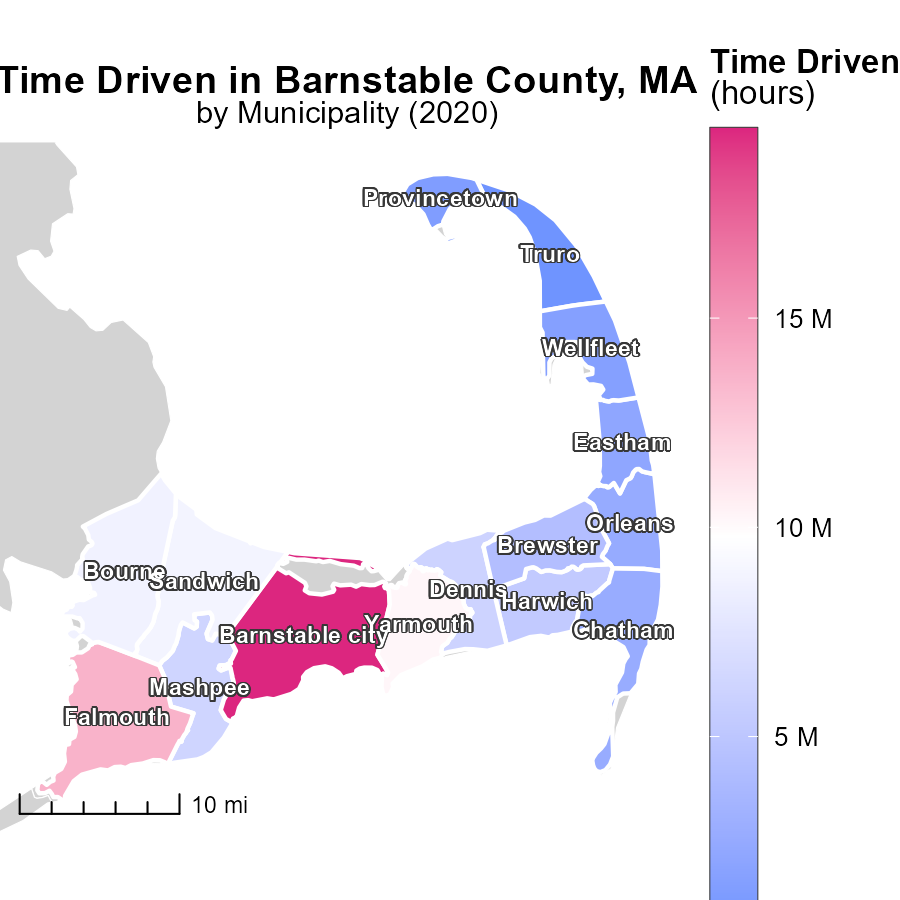 Time Driven in Barnstable County, MA
by Municipality (2020)
Time Driven
(hours)
Provincetown
Truro
15 M
Wellfleet
Eastham
Orleans
10 M
Brewster
Bourne
Sandwich
Dennis
Harwich
Yarmouth
Barnstable city
Chatham
Mashpee
Falmouth
5 M
10 mi